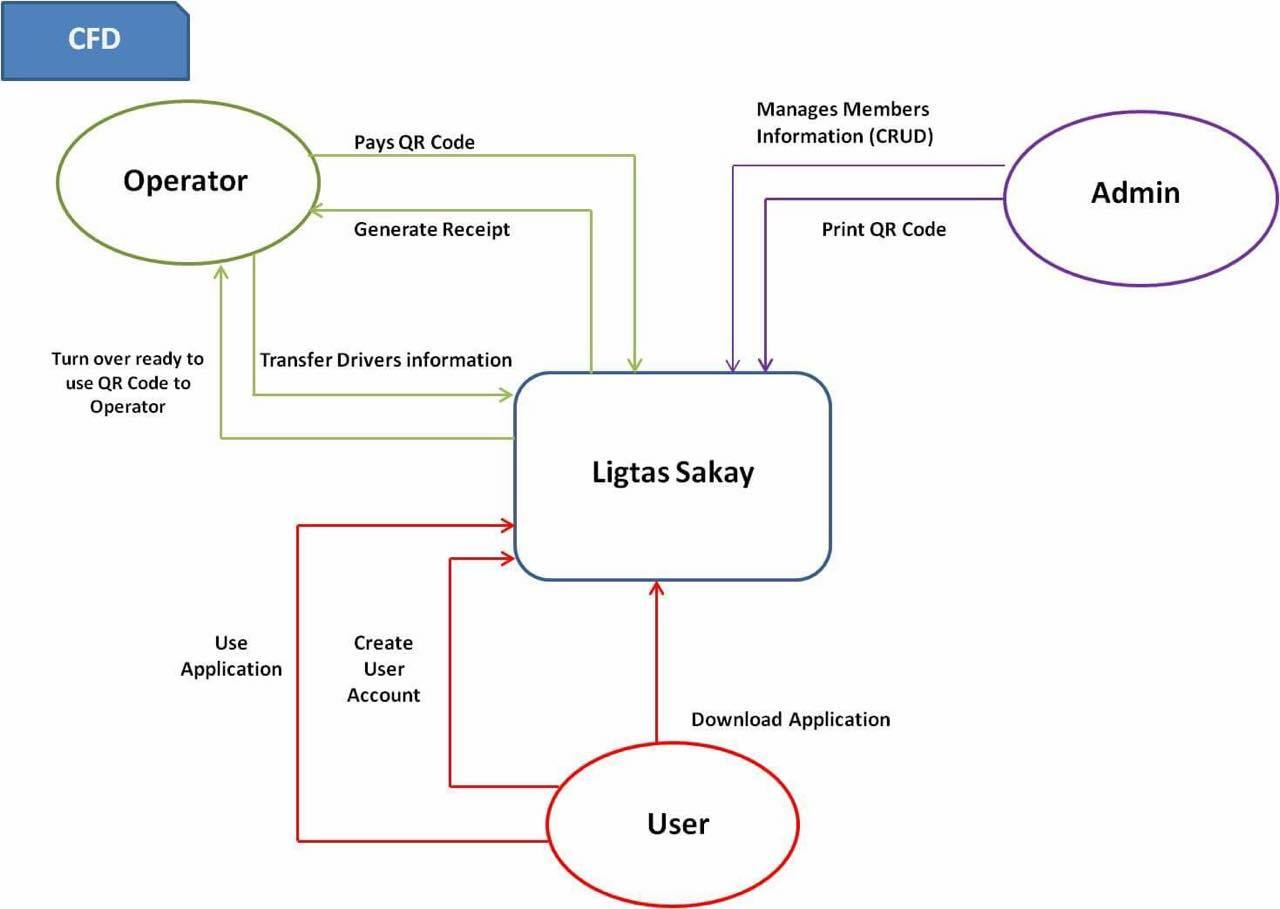 CFD
Manages Members
Information (CRUD)
Pays QR Code
Operator
Admin
Generate Receipt
Print QR Code
Turn over ready to
use QR Code to
Operator
Transfer Drivers information
Ligtas Sakay
Use
Application
Create
User
Account
Download Application
User